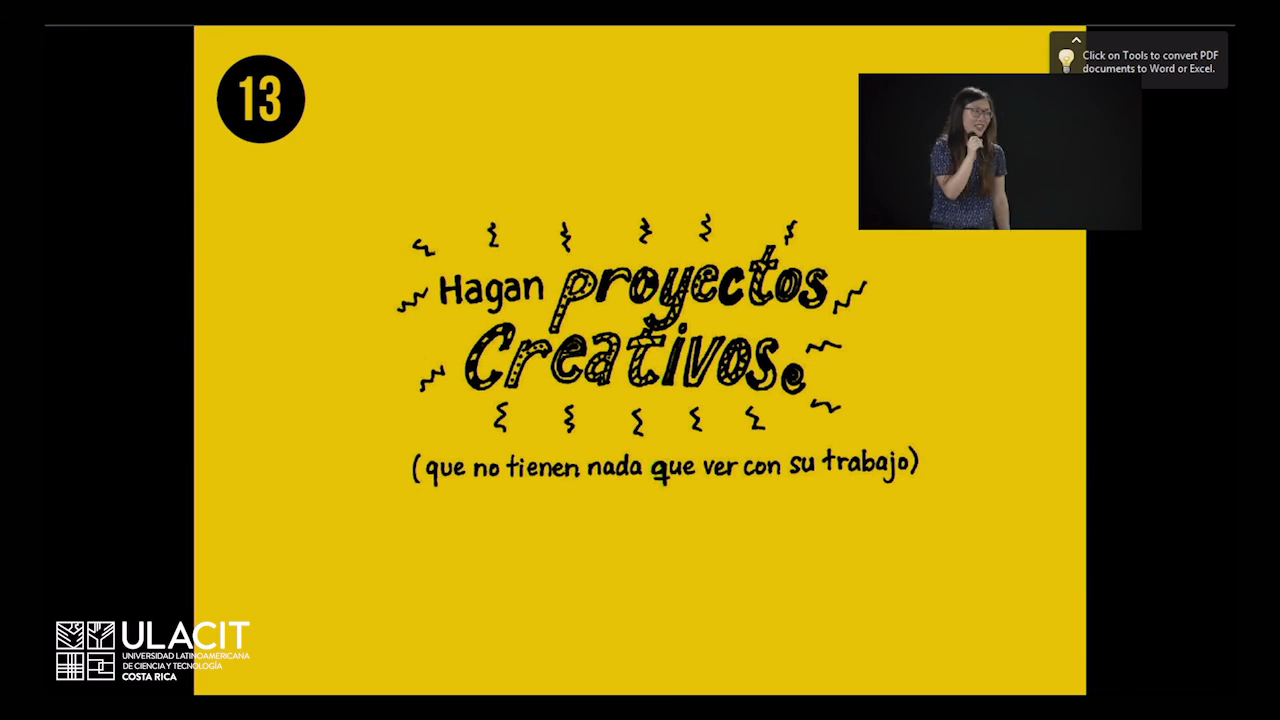 13
Click on Tools to convert PDF
documents to Word or Excel.
Hagan proyectos
Creativos.
(que no tienen nada que ver con su trabajo)
ULACIT
UNIVERSIDAD LATINOAMERICANA
DE CIENCIA Y TECNOLOGÍA
COSTA RICA